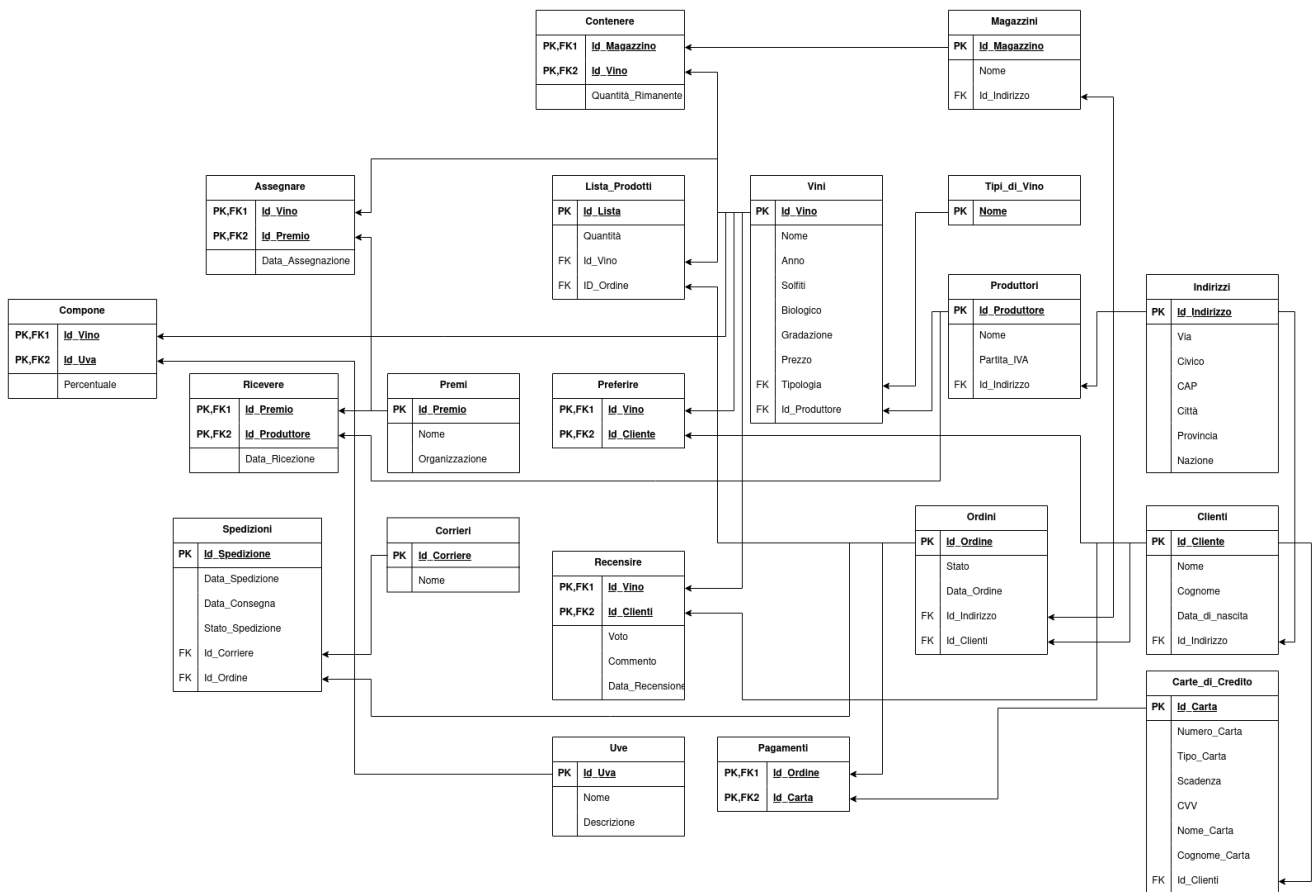 Contenere
PK,FK1 Id_Magazzino
PK,FK2 Id_Vino
Quantità_Rimanente
Magazzini
PK Id_Magazzino
Nome
FK Id_Indirizzo
Assegnare
PK,FK1 Id_Vino
PK,FK2 Id_Premio
Data_Assegnazione
Lista_Prodotti
PK Id_Lista
Quantità
FK Id_Vino
FK ID_Ordine
Vini
PK Id_Vino
Nome
Anno
Solfiti
Biologico
Gradazione
Prezzo
FK Tipologia
FK Id_Produttore
Tipi_di_Vino
PK Nome
Produttori
PK Id_Produttore
Nome
Partita_IVA
FK Id_Indirizzo
Indirizzi
PK Id_Indirizzo
Via
Civico
CAP
Città
Provincia
Nazione
Compone
PK,FK1 Id_Vino
PK,FK2 Id_Uva
Percentuale
Ricevere
PK,FK1 Id_Premio
PK,FK2 Id_Produttore
Data_Ricezione
Premi
PK Id_Premio
Nome
Organizzazione
Preferire
PK,FK1 Id_Vino
PK,FK2 Id_Cliente
Spedizioni
PK Id_Spedizione
Data_Spedizione
Data_Consegna
Stato_Spedizione
FK Id_Corriere
FK Id_Ordine
Corrieri
PK Id_Corriere
Nome
Recensire
PK,FK1 Id_Vino
PK,FK2 Id_Clienti
Voto
Commento
Data_Recensione
Ordini
PK Id_Ordine
Stato
Data_Ordine
FK Id_Indirizzo
FK Id_Clienti
Clienti
PK Id_Cliente
Nome
Cognome
Data_di_nascita
FK Id_Indirizzo
Uve
PK Id_Uva
Nome
Descrizione
Pagamenti
PK,FK1 Id_Ordine
PK,FK2 Id_Carta
Carte_di_Credito
PK Id_Carta
Numero_Carta
Tipo_Carta
Scadenza
CVV
Nome_Carta
Cognome_Carta
FK Id_Clienti